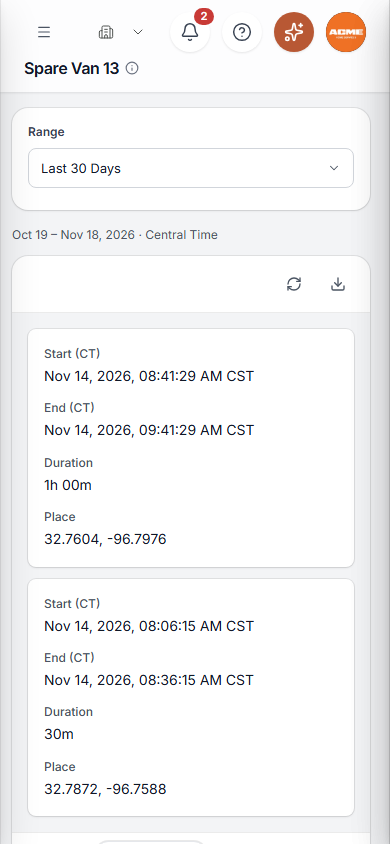 2
ACME
Spare Van 13
Range
Last 30 Days
Oct 19 – Nov 18, 2026 · Central Time
Start (CT)
Nov 14, 2026, 08:41:29 AM CST
End (CT)
Nov 14, 2026, 09:41:29 AM CST
Duration
1h 00m
Place
32.7604, -96.7976
Start (CT)
Nov 14, 2026, 08:06:15 AM CST
End (CT)
Nov 14, 2026, 08:36:15 AM CST
Duration
30m
Place
32.7872, -96.7588